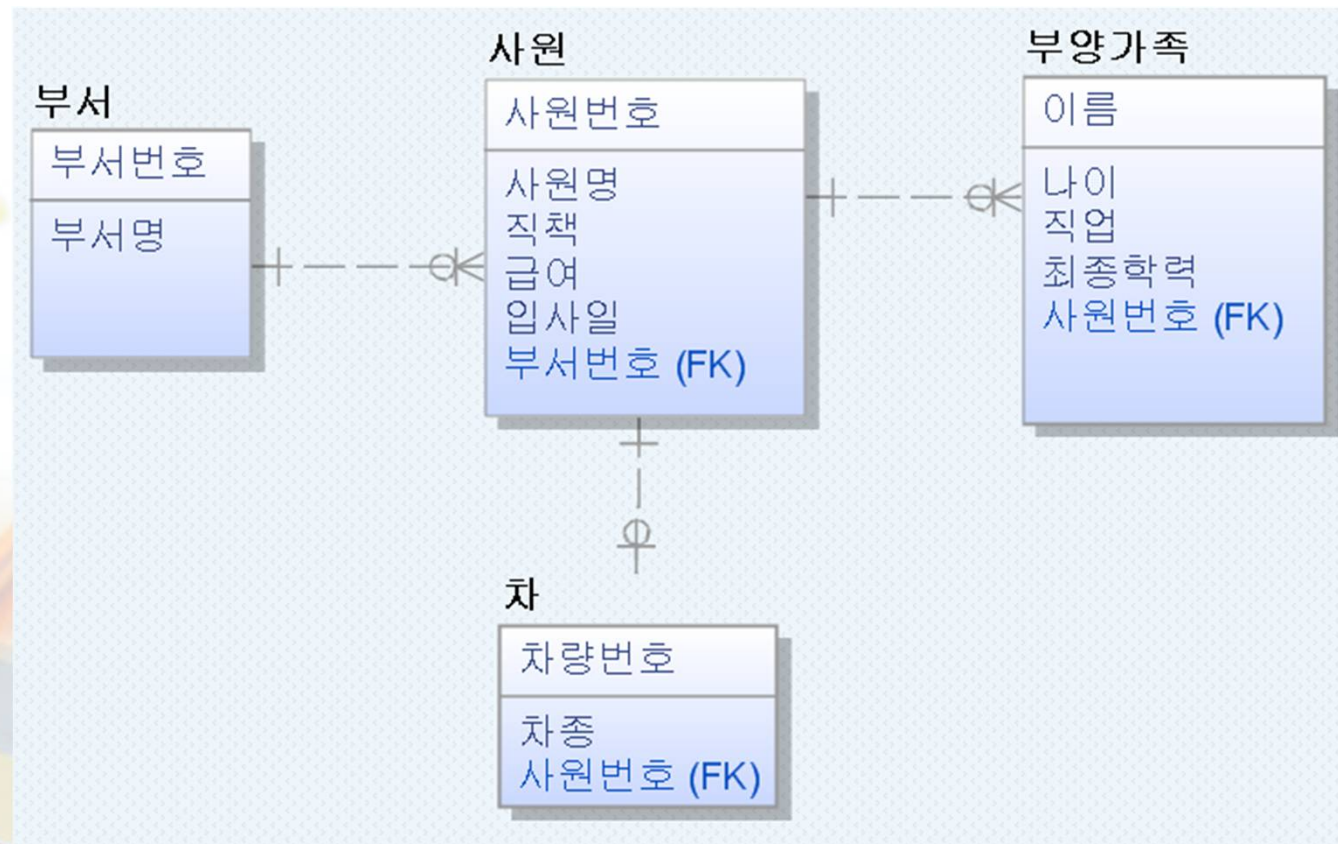 부서
부서번호
부서명
사원
사원번호
사원명
직책
급여
입사일
부서번호 (FK)
부양가족
이름
나이
직업
최종학력
사원번호 (FK)
차
차량번호
차종
사원번호 (FK)